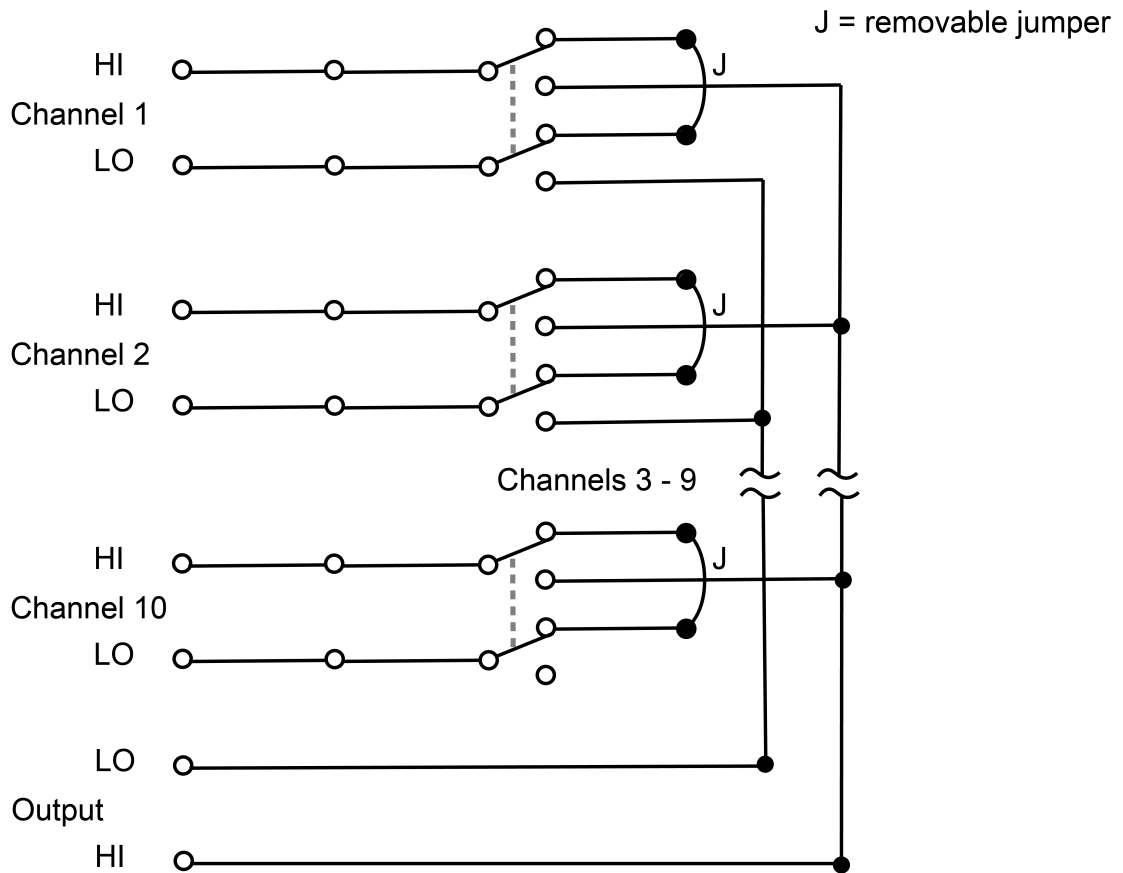 J = removable jumper
HI
J
Channel 1
LO
HI
J
Channel 2
LO
Channels 3 - 9
HI
J
Channel 10
LO
LO
Output
HI